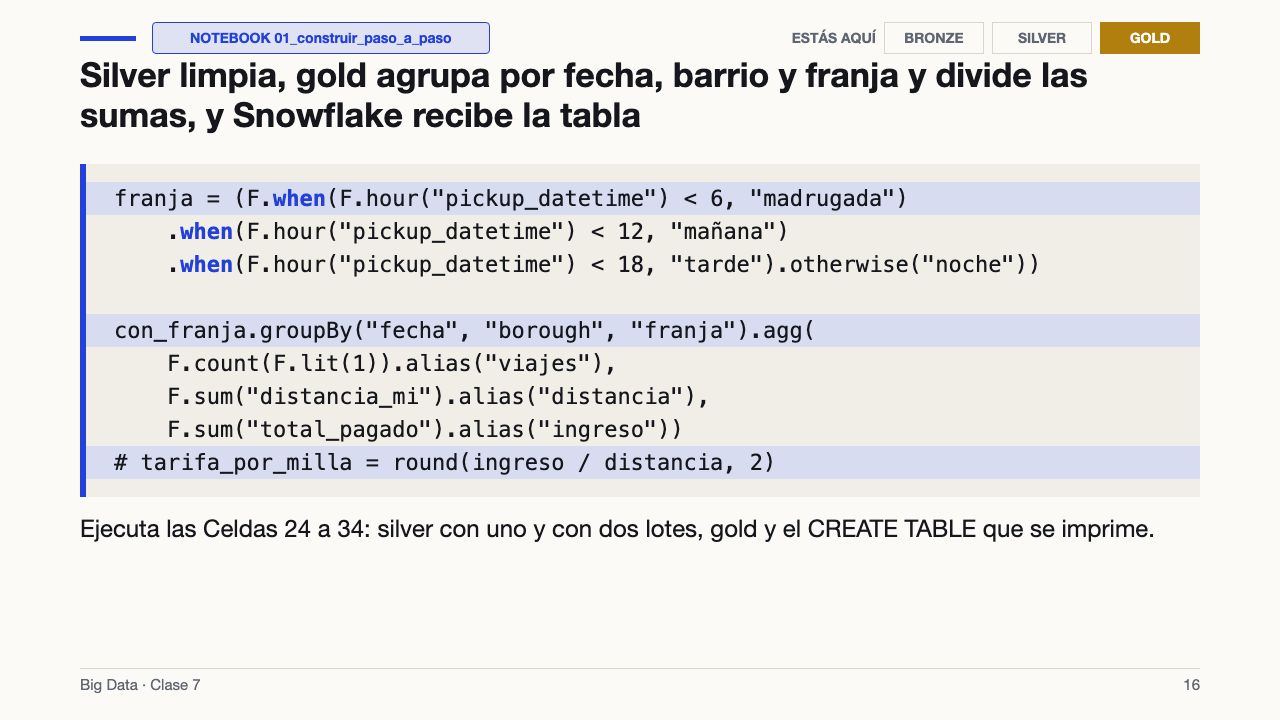 NOTEBOOK 01_construir_paso_a_paso
ESTÁS AQUÍ
BRONZE
SILVER
GOLD
Silver limpia, gold agrupa por fecha, barrio y franja y divide las
sumas, y Snowflake recibe la tabla
franja = (F.when(F.hour("pickup_datetime") < 6, "madrugada")
    .when(F.hour("pickup_datetime") < 12, "mañana")
    .when(F.hour("pickup_datetime") < 18, "tarde").otherwise("noche"))
con_franja.groupBy("fecha", "borough", "franja").agg(
    F.count(F.lit(1)).alias("viajes"),
    F.sum("distancia_mi").alias("distancia"),
    F.sum("total_pagado").alias("ingreso"))
# tarifa_por_milla = round(ingreso / distancia, 2)
Ejecuta las Celdas 24 a 34: silver con uno y con dos lotes, gold y el CREATE TABLE que se imprime.
Big Data · Clase 7
16